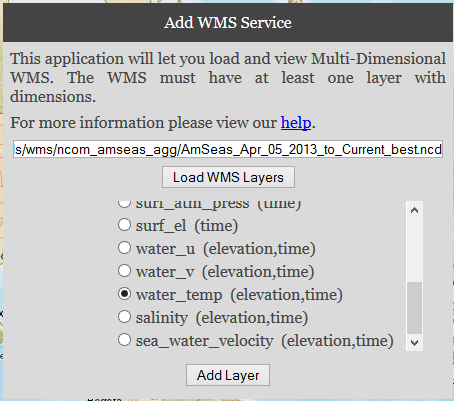 Add WMS Service
This application will let you load and view Multi-Dimensional
WMS. The WMS must have at least one layer with
dimensions.
For more information please view our help.
s/wms/ncom_amseas_agg/AmSeas_Apr_05_2013_to_Current_best.ncd
Load WMS Layers
surf_atm_press (time)
surf_el (time)
water_u (elevation,time)
water_v (elevation,time)
water_temp (elevation,time)
salinity (elevation,time)
sea_water_velocity (elevation,time)
Add Layer